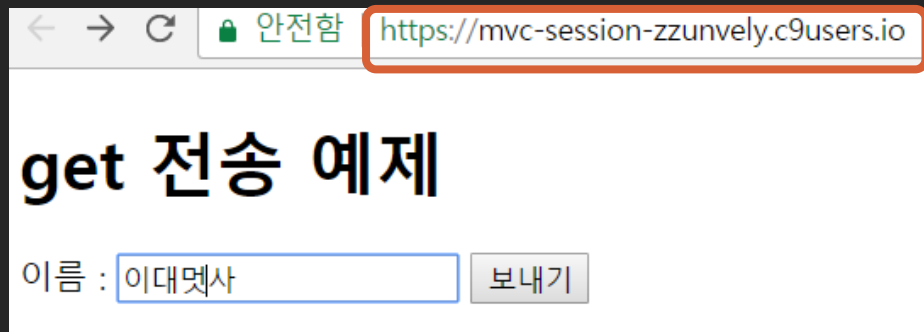 안전함 https://mvc-session-zzunvely.c9users.io
get 전송 예제
이름 : 이대멧사 보내기